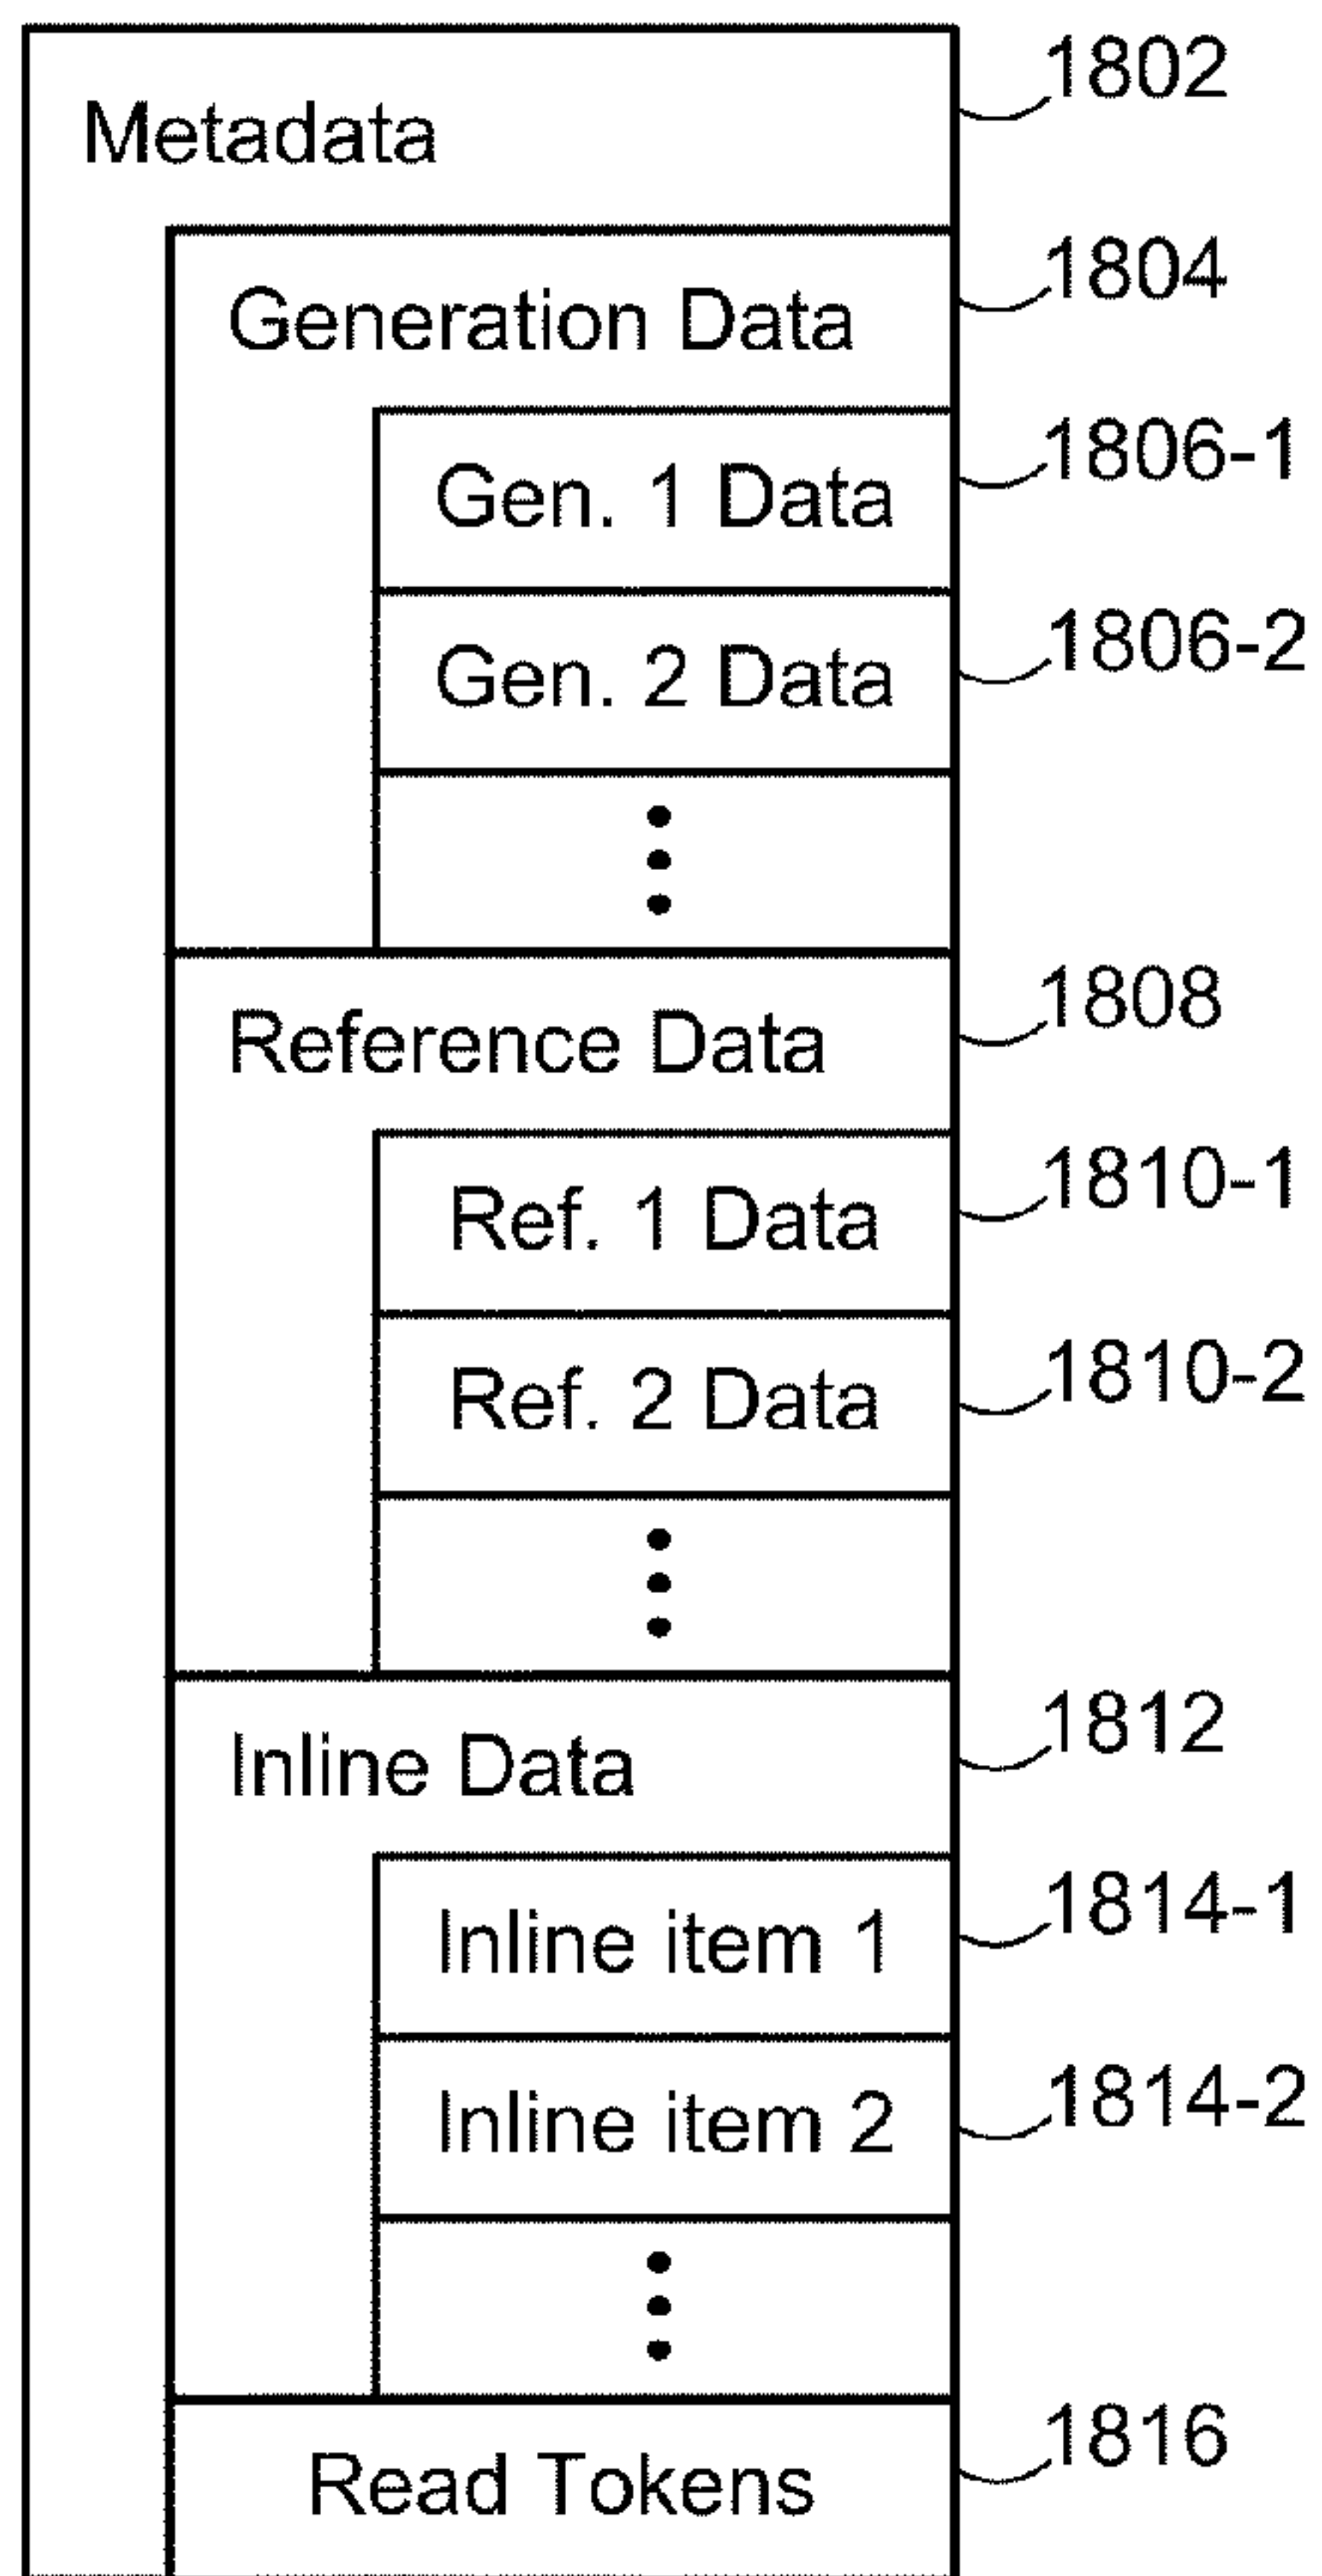 1802
Metadata
1804
Generation Data
1806-1
Gen. 1 Data
1806-2
Gen. 2 Data
1808
Reference Data
1810-1
Ref. 1 Data
1810-2
Ref. 2 Data
1812
Inline Data
1814-1
Inline item 1
1814-2
Inline item 2
1816
Read Tokens